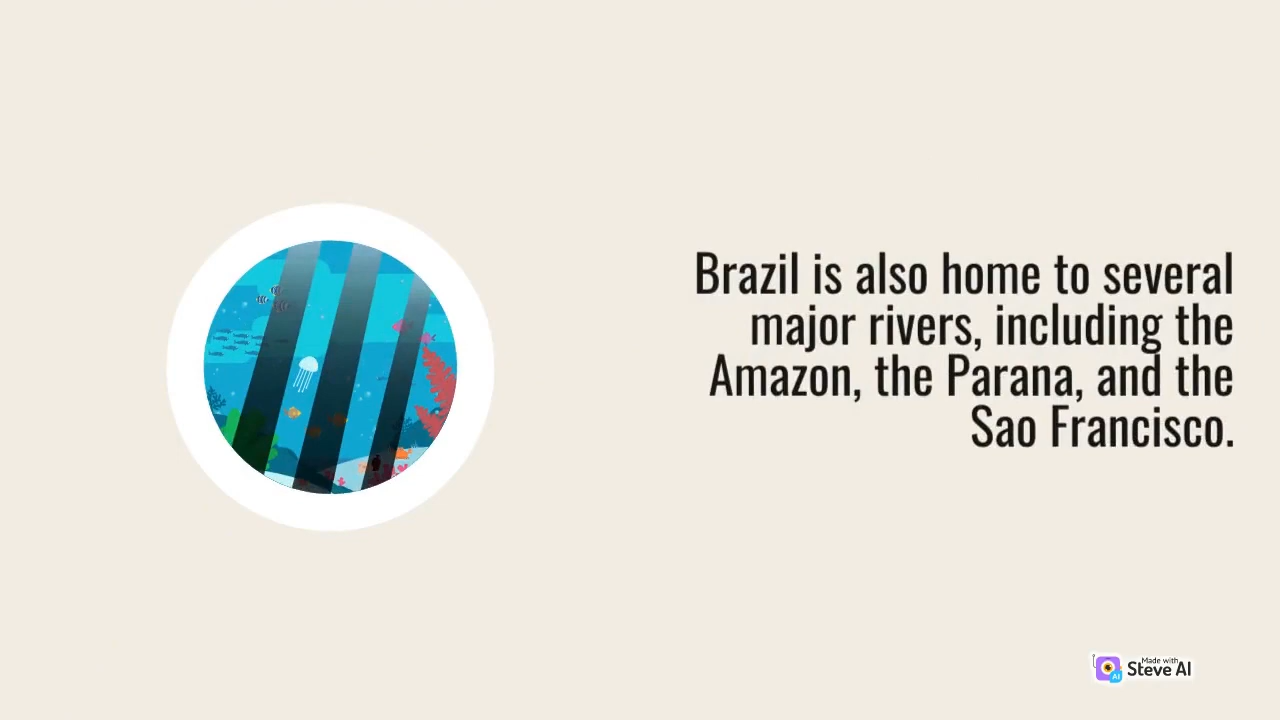 Brazil is also home to several
major rivers, including the
Amazon, the Parana, and the
Sao Francisco.
Made with
Steve AI
AI